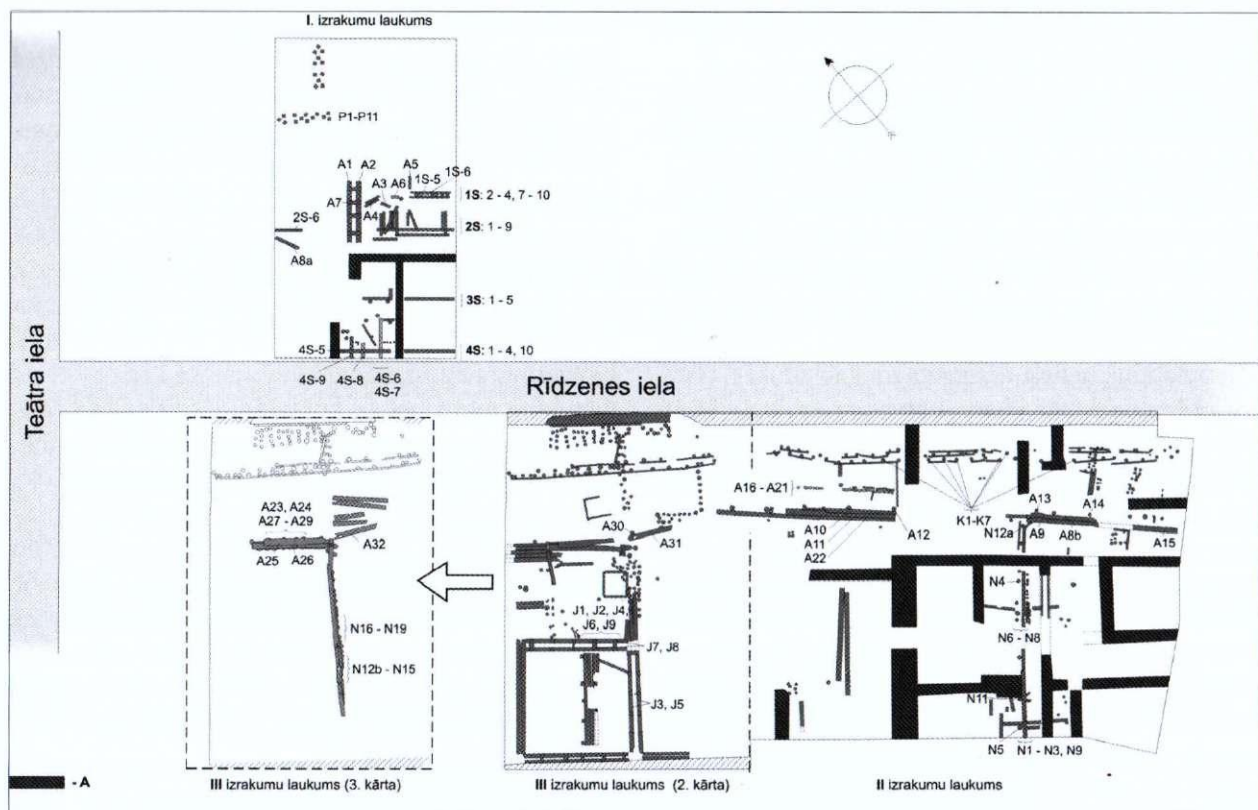 I. izrakumu laukums
P1-P11
A1 A2 A5
1S-6
1S-5
A3 A6
1S: 2 - 4, 7 - 10
A7
A4
2S-6
2S: 1 - 9
A8a
3S: 1 - 5
4S-5
4S: 1 - 4, 10
4S-9 4S-8 4S-6
4S-7
Teātra iela
Rīdzenes iela
A23, A24
A27 - A29
A32
A25 A26
N16 - N19
N12b - N15
A30
A31
J1, J2, J4,
J6, J9
J7, J8
J3, J5
A16 - A21
A10
A11
A22
A12
K1-K7
A13
A14
N12a
A9
A8b
A15
N4
N6 - N8
N11
N5
N1 - N3, N9
- A
III izrakumu laukums (3. kārta)
III izrakumu laukums (2. kārta)
II izrakumu laukums